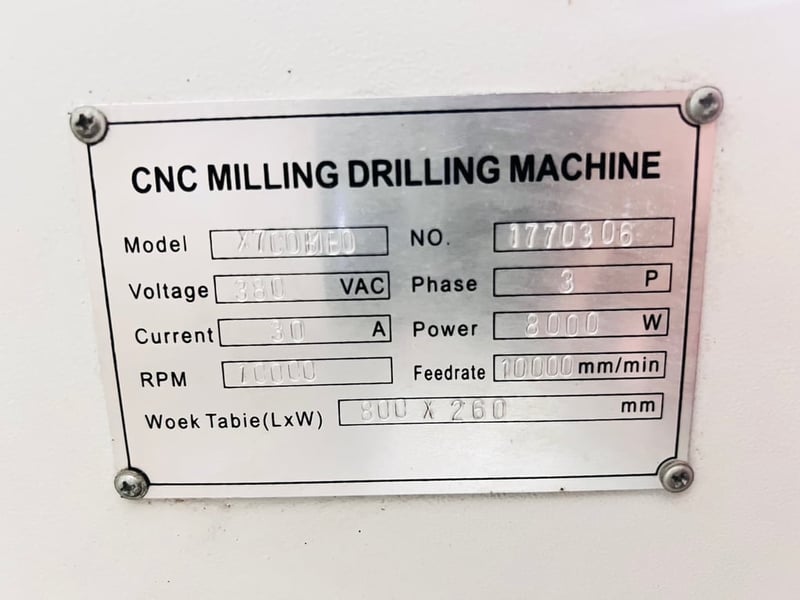 CNC MILLING DRILLING MACHINE
Model NO. 1770306
Voltage 380 VAC Phase 3 P
Current 30 A Power 8000 W
RPM Feedrate 10000 mm/min
Woek Tabie(LxW) 800 X 260 mm